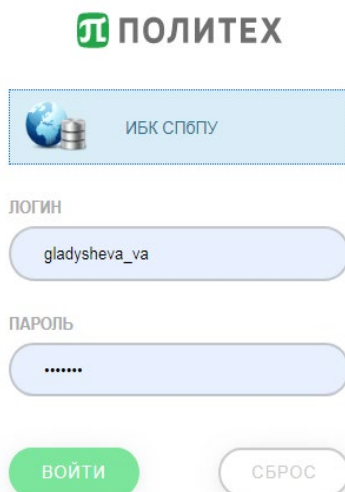 ПОЛИТЕХ
ИБК СПбПУ
ЛОГИН
gladysheva_va
ПАРОЛЬ
•••••••
ВОЙТИ
СБРОС